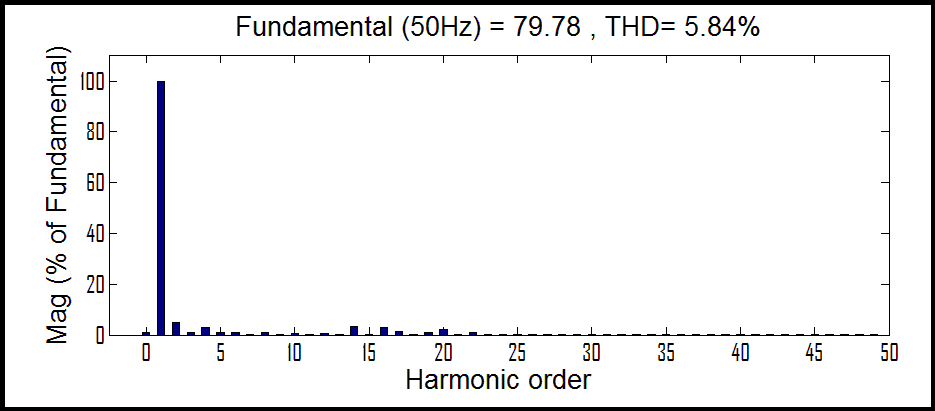 Fundamental (50Hz) = 79.78 , THD= 5.84%
Mag (% of Fundamental)
100
80
60
40
20
0
0 5 10 15 20 25 30 35 40 45 50
Harmonic order